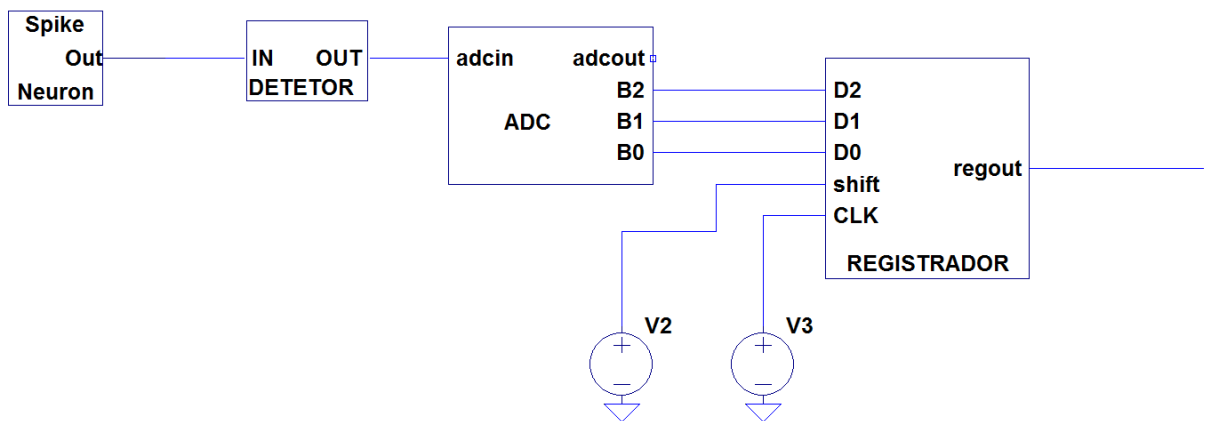 Spike
Out
Neuron
IN OUT
DETETOR
adcin adcout
B2
ADC B1
B0
D2
D1
D0
shift
CLK
regout
REGISTRADOR
V2
V3